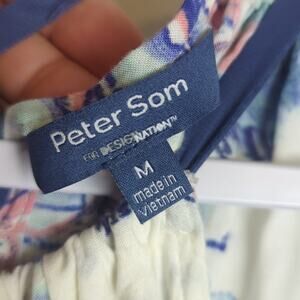 Peter Som
FOR DESIGNATION™
M
made in
vietnam